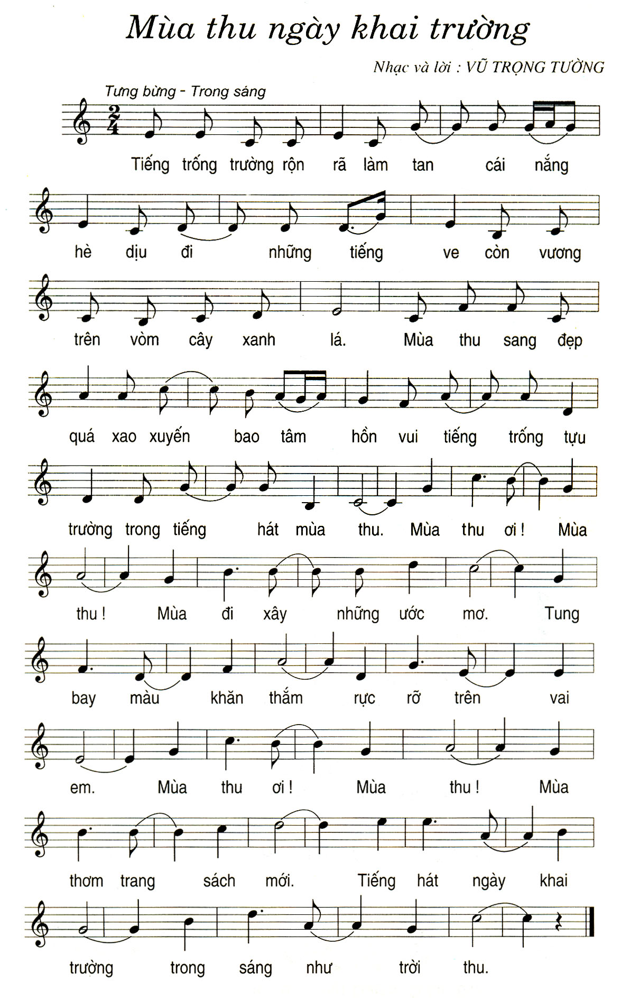 Mùa thu ngày khai trường
Nhạc và lời : VŨ TRỌNG TƯỜNG
Tưng bừng - Trong sáng
2
4
Tiếng trống trường rộn rã làm tan cái nắng
hè dịu đi những tiếng ve còn vương
trên vòm cây xanh lá. Mùa thu sang đẹp
quá xao xuyến bao tâm hồn vui tiếng trống tựu
trường trong tiếng hát mùa thu. Mùa thu ơi ! Mùa
thu ! Mùa đi xây những ước mơ. Tung
bay màu khăn thắm rực rỡ trên vai
em. Mùa thu ơi ! Mùa thu ! Mùa
thơm trang sách mới. Tiếng hát ngày khai
trường trong sáng như trời thu.